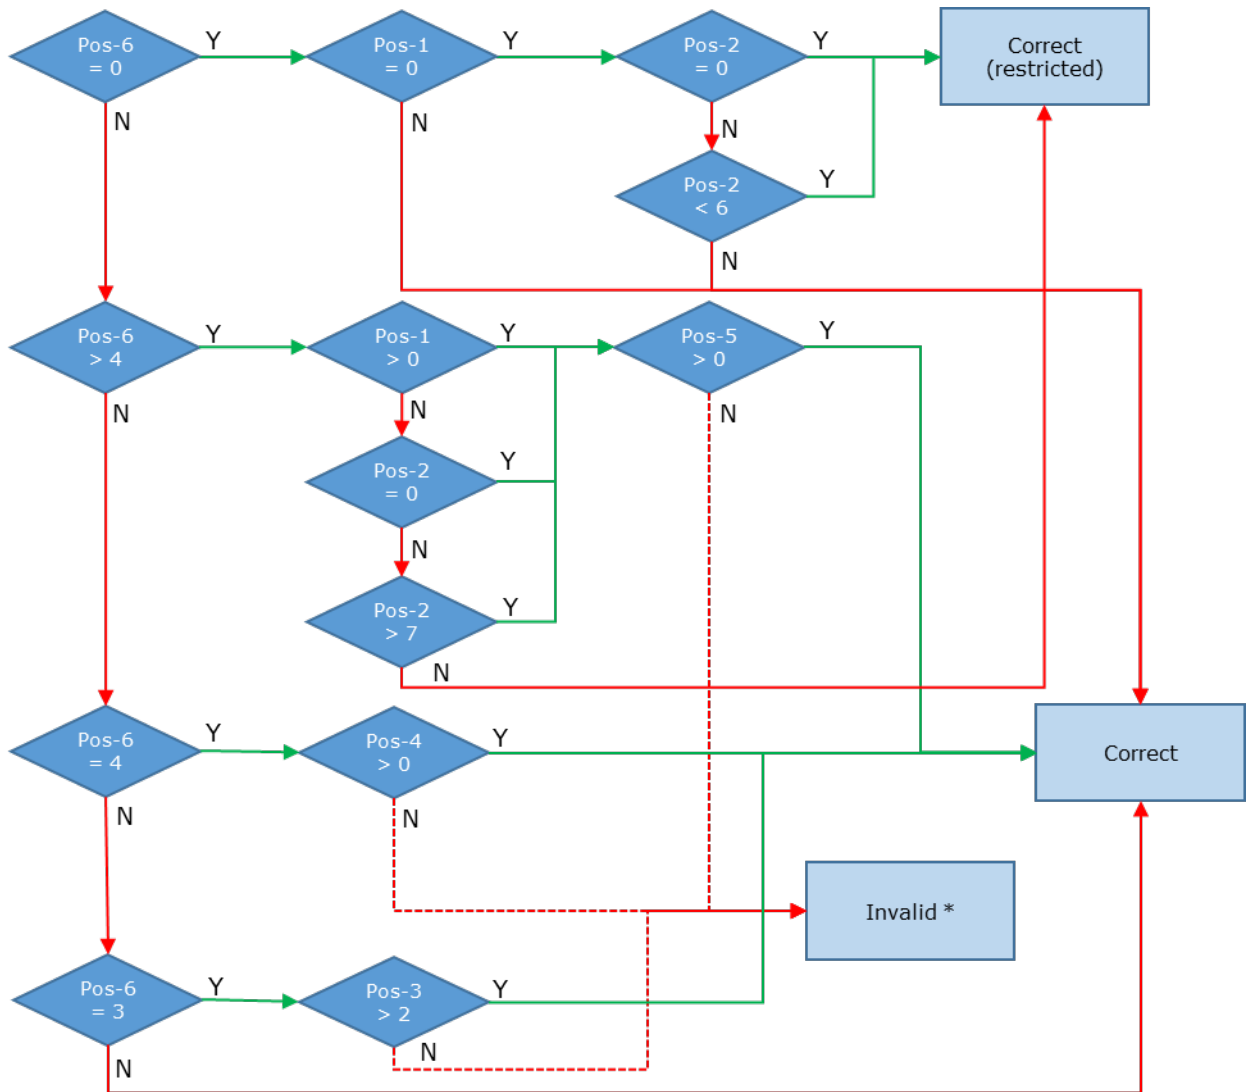 Pos-6
= 0
Y
Pos-1
= 0
Y
Pos-2
= 0
Y
Correct
(restricted)
N
N
N
Pos-2
< 6
Y
N
Pos-6
> 4
Y
Pos-1
> 0
Y
Pos-5
> 0
Y
N
N
N
Pos-2
= 0
Y
N
Pos-2
> 7
Y
N
Pos-6
= 4
Y
Pos-4
> 0
Y
Correct
N
N
Invalid *
Pos-6
= 3
Y
Pos-3
> 2
Y
N
N